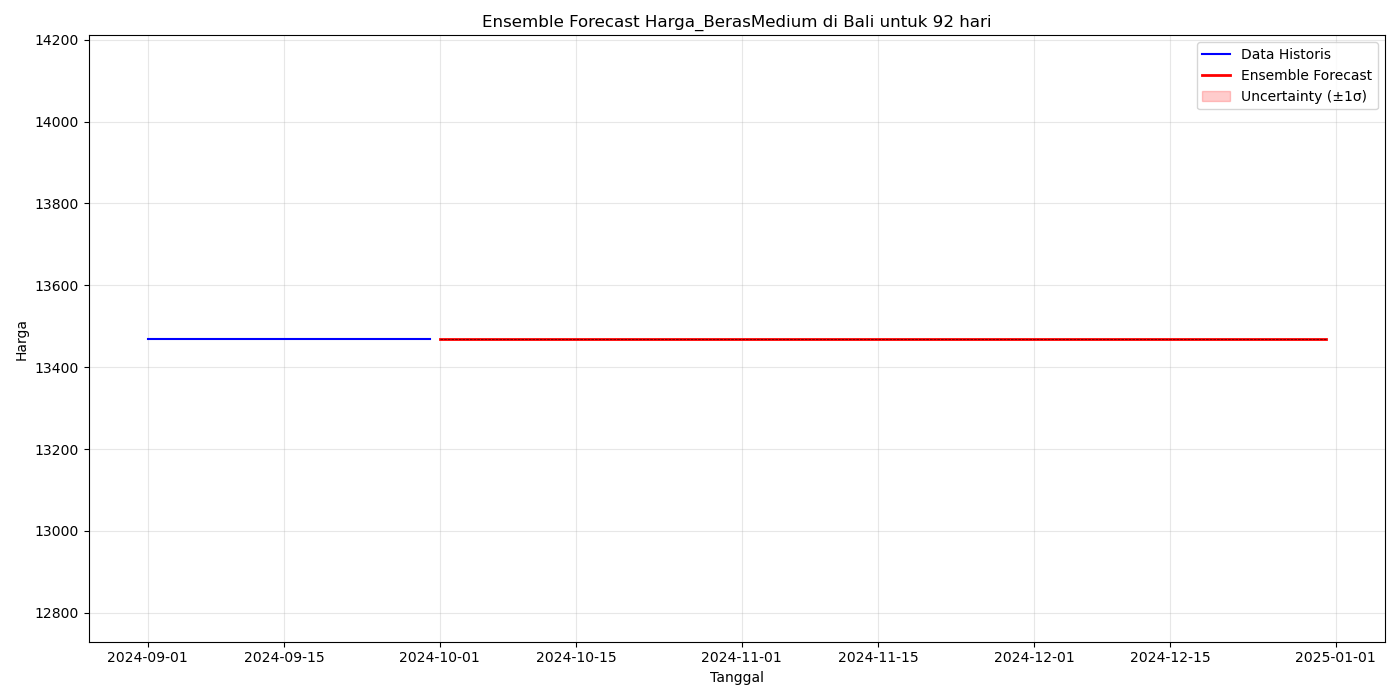 Ensemble Forecast Harga_BerasMedium di Bali untuk 92 hari
Data Historis
Ensemble Forecast
Uncertainty (±1σ)
Harga
14200
14000
13800
13600
13400
13200
13000
12800
2024-09-01
2024-09-15
2024-10-01
2024-10-15
2024-11-01
2024-11-15
2024-12-01
2024-12-15
2025-01-01
Tanggal